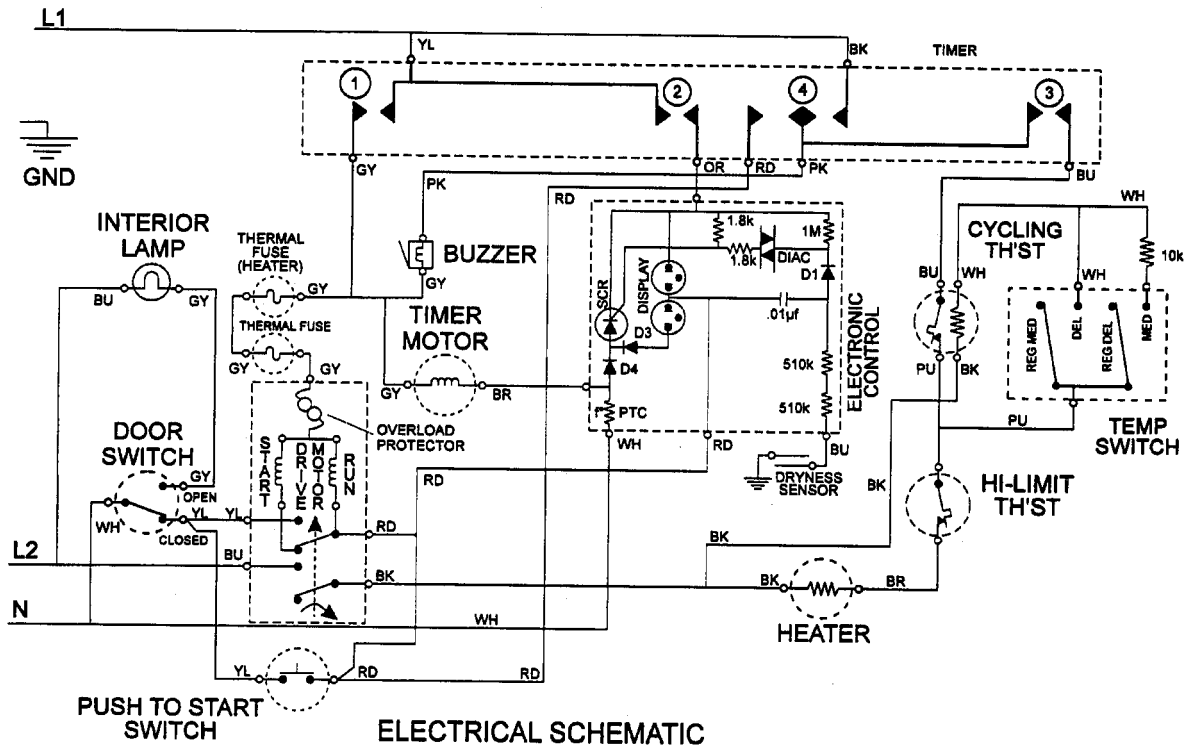 L1
YL
BK
TIMER
1
2
4
3
GND
GY
OR
RD
PK
BU
PK
RD
WH
INTERIOR
LAMP
BU
GY
THERMAL
FUSE
(HEATER)
GY
BUZZER
GY
1.8k
1M
1.8k
DIAC
D1
DISPLAY
SCR
.01µf
D3
D4
510k
510k
PTC
ELECTRONIC
CONTROL
CYCLING
TH'ST
BU
WH
WH
10k
REG MED
DEL
REG DEL
MED
PU
BK
PU
TEMP
SWITCH
THERMAL FUSE
GY
GY
TIMER
MOTOR
GY
BR
WH
RD
BU
DRYNESS
SENSOR
OVERLOAD
PROTECTOR
START
DRIVE
MOTOR
RUN
RD
BK
HI-LIMIT
TH'ST
DOOR
SWITCH
GY
OPEN
WH
YL
YL
CLOSED
RD
BK
L2
BU
BK
BK
BR
HEATER
N
WH
YL
RD
RD
PUSH TO START
SWITCH
ELECTRICAL SCHEMATIC